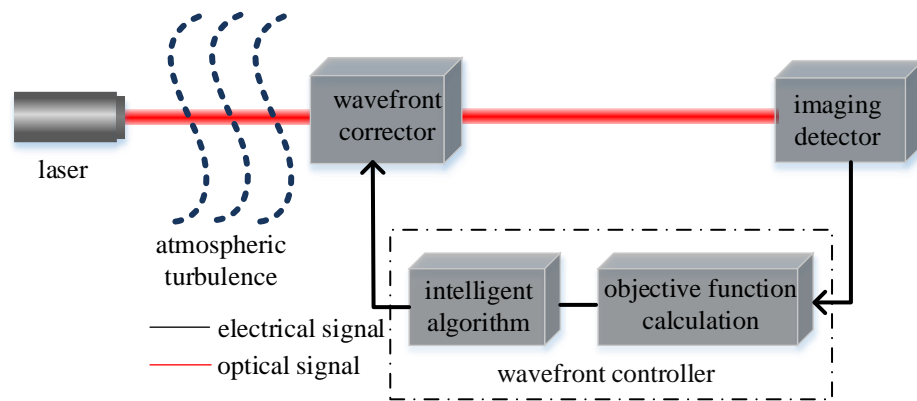 laser
atmospheric
turbulence
wavefront
corrector
imaging
detector
intelligent
algorithm
objective function
calculation
wavefront controller
electrical signal
optical signal